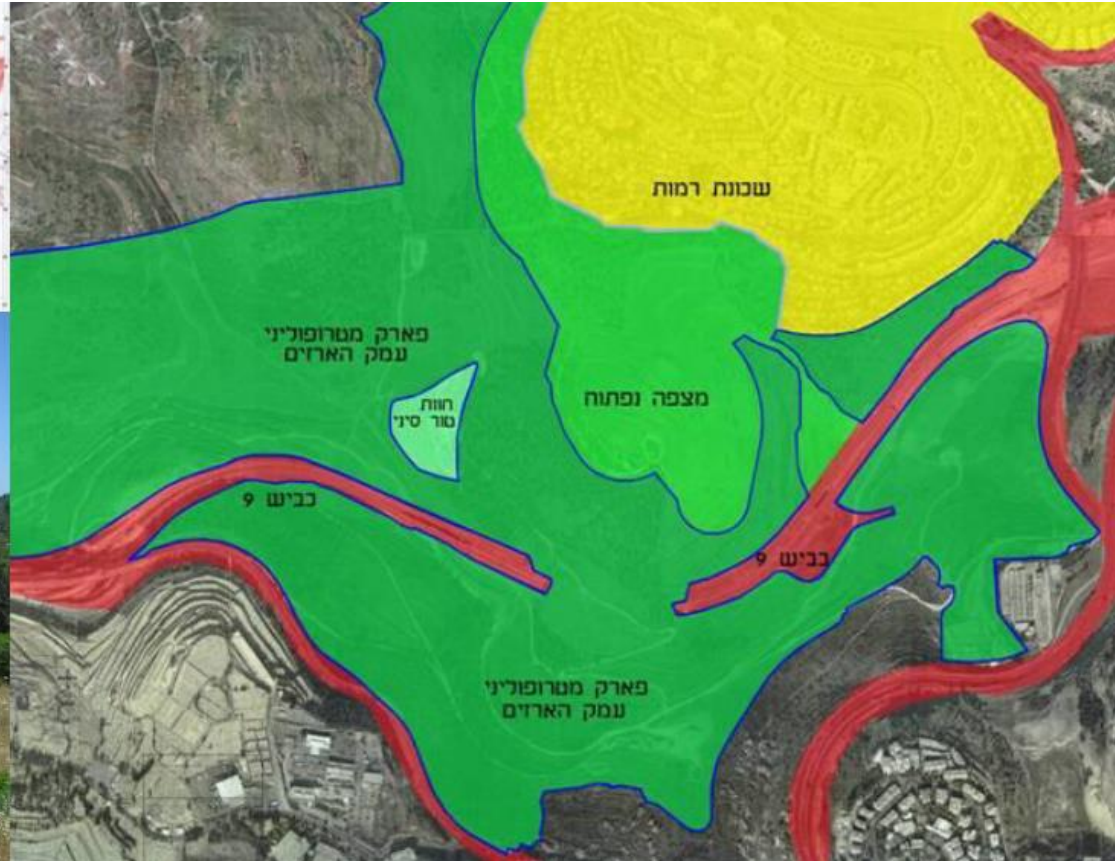 שכונת רמות
פארק מטרופוליני
עמק הארזים
מצפה נפתוח
חוות
טור סיני
כביש 9
כביש 9
פארק מטרופוליני
עמק הארזים